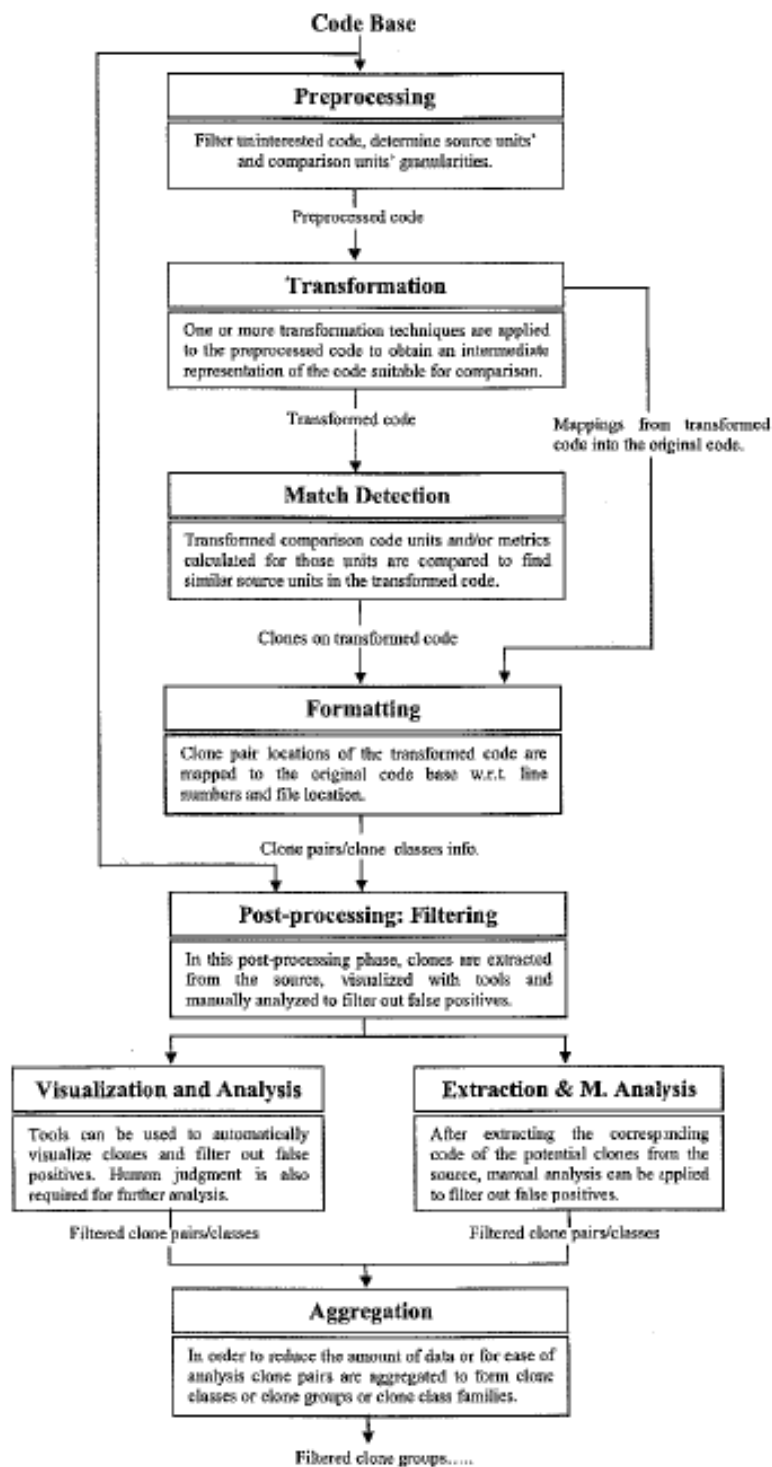 Code Base
Preprocessing
Filter uninterested code, determine source units'
and comparison units' granularities.
Preprocessed code
Transformation
One or more transformation techniques are applied
to the preprocessed code to obtain an intermediate
representation of the code suitable for comparison.
Mappings from transformed
code into the original code.
Transformed code
Match Detection
Transformed comparison code units and/or metrics
calculated for those units are compared to find
similar source units in the transformed code.
Clones on transformed code
Formatting
Clone pair locations of the transformed code are
mapped to the original code base w.r.t. line
numbers and file location.
Clone pairs/clone classes info.
Post-processing: Filtering
In this post-processing phase, clones are extracted
from the source, visualized with tools and
manually analyzed to filter out false positives.
Visualization and Analysis
Tools can be used to automatically
visualize clones and filter out false
positives. Human judgment is also
required for further analysis.
Filtered clone pairs/classes
Extraction & M. Analysis
After extracting the corresponding
code of the potential clones from the
source, manual analysis can be applied
to filter out false positives.
Filtered clone pairs/classes
Aggregation
In order to reduce the amount of data or for ease of
analysis clone pairs are aggregated to form clone
classes or clone groups or clone class families.
Filtered clone groups.....